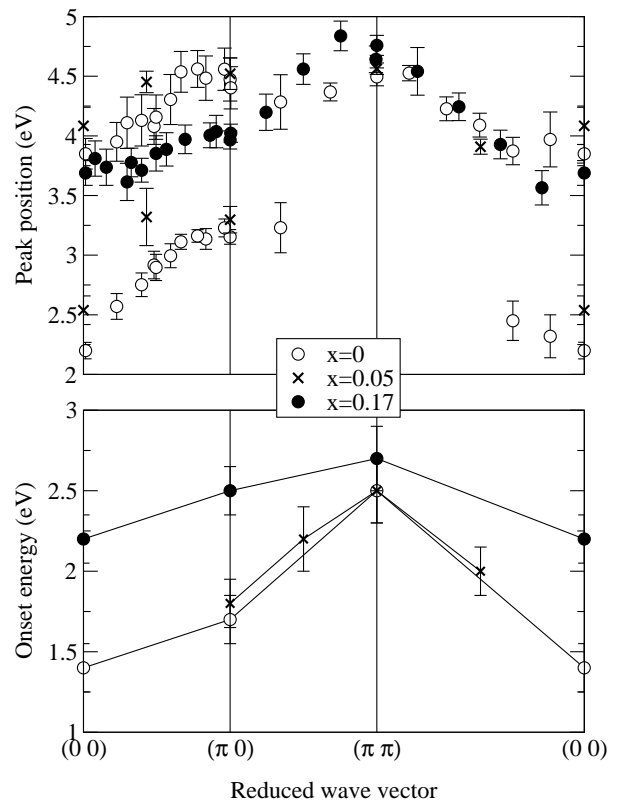 5
4.5
4
3.5
3
2.5
2
Peak position (eV)
x=0
x=0.05
x=0.17
3
2.5
2
1.5
1
Onset energy (eV)
(0 0)
(π 0)
(π π)
(0 0)
Reduced wave vector